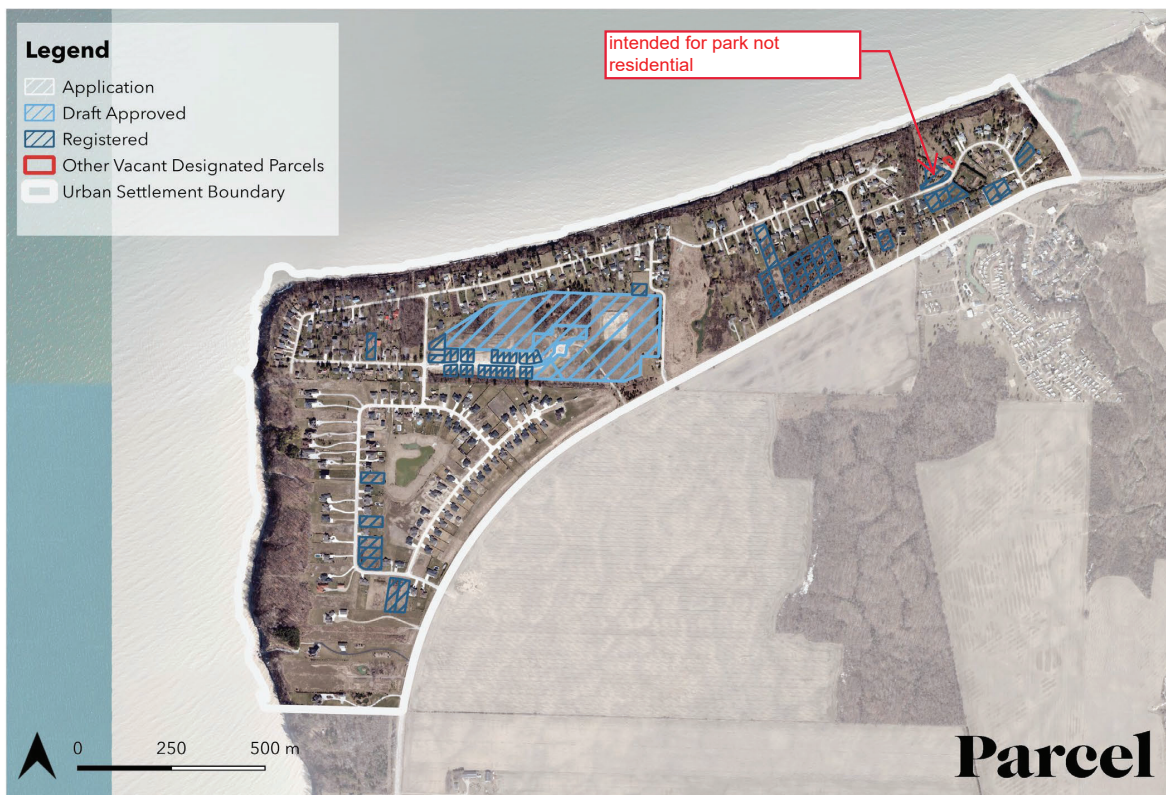 Legend
Application
Draft Approved
Registered
Other Vacant Designated Parcels
Urban Settlement Boundary
intended for park not
residential
0 250 500 m
Parcel